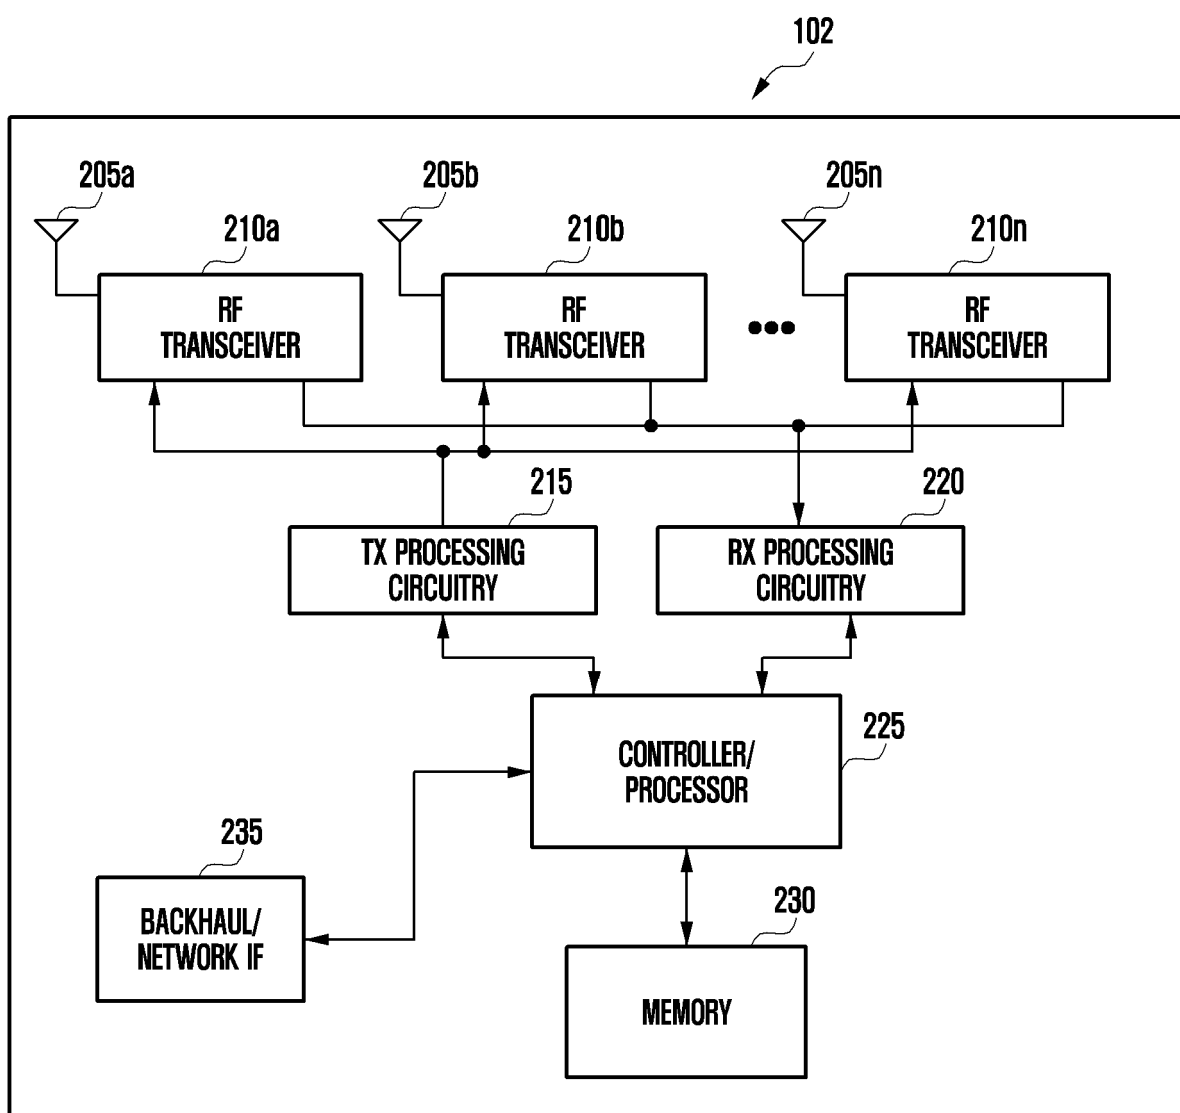 102
205a
205b
205n
210a
210b
210n
RF
TRANSCEIVER
RF
TRANSCEIVER
RF
TRANSCEIVER
215
220
TX PROCESSING
CIRCUITRY
RX PROCESSING
CIRCUITRY
225
CONTROLLER/
PROCESSOR
235
BACKHAUL/
NETWORK IF
230
MEMORY